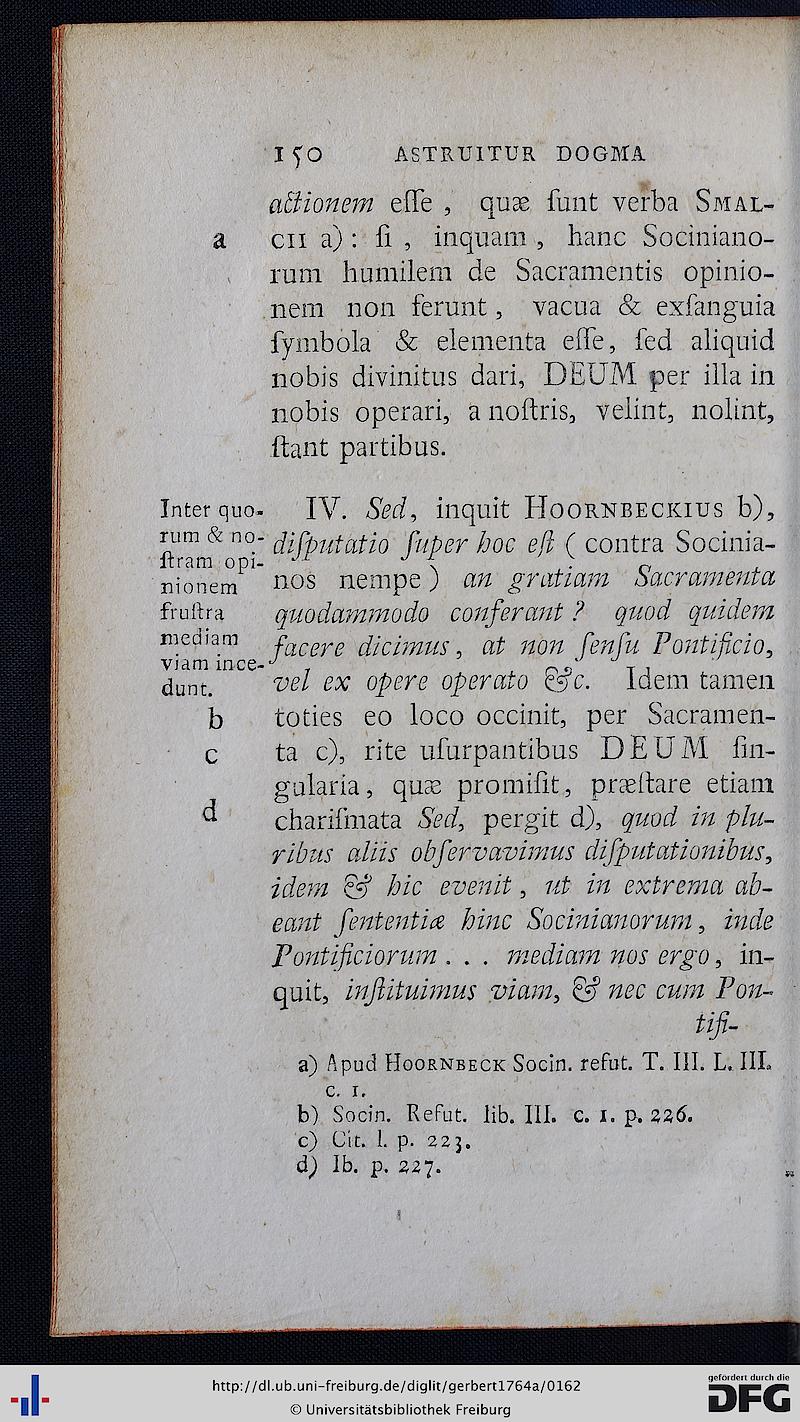 150 ASTRUITUR DOGMA
actionem eſſe , quæ ſunt verba SMAL-
a
CII a) : ſi , inquam , hanc Sociniano-
rum humilem de Sacramentis opinio-
nem non ferunt , vacua & exſanguia
ſymbola & elementa eſſe, ſed aliquid
nobis divinitus dari, DEUM per illa in
nobis operari, a noſtris, velint, nolint,
ſtant partibus.
Inter quo-
rum & no-
ſtram opi-
nionem
fruſtra
mediam
viam ince-
dunt.
b
c
d
IV. Sed, inquit HOORNBECKIUS b),
diſputatio ſuper hoc eſt ( contra Socinia-
nos nempe ) an gratiam Sacramenta
quodammodo conferant ? quod quidem
facere dicimus , at non ſenſu Pontificio,
vel ex opere operato &c. Idem tamen
toties eo loco occinit, per Sacramen-
ta c), rite uſurpantibus DEUM ſin-
gularia, quæ promiſit, præſtare etiam
chariſmata Sed, pergit d), quod in plu-
ribus aliis obſervavimus diſputationibus,
idem & hic evenit , ut in extrema ab-
eant ſententiæ hinc Socinianorum , inde
Pontificiorum . . . mediam nos ergo , in-
quit, inſtituimus viam, & nec cum Pon-
tifi-
a) Apud HOORNBECK Socin. refut. T. III. L. III.
c. 1.
b) Socin. Refut. lib. III. c. 1. p. 226.
c) Cit. l. p. 223.
d) Ib. p. 227.
http://dl.ub.uni-freiburg.de/diglit/gerbert1764a/0162
© Universitätsbibliothek Freiburg
gefördert durch die
DFG